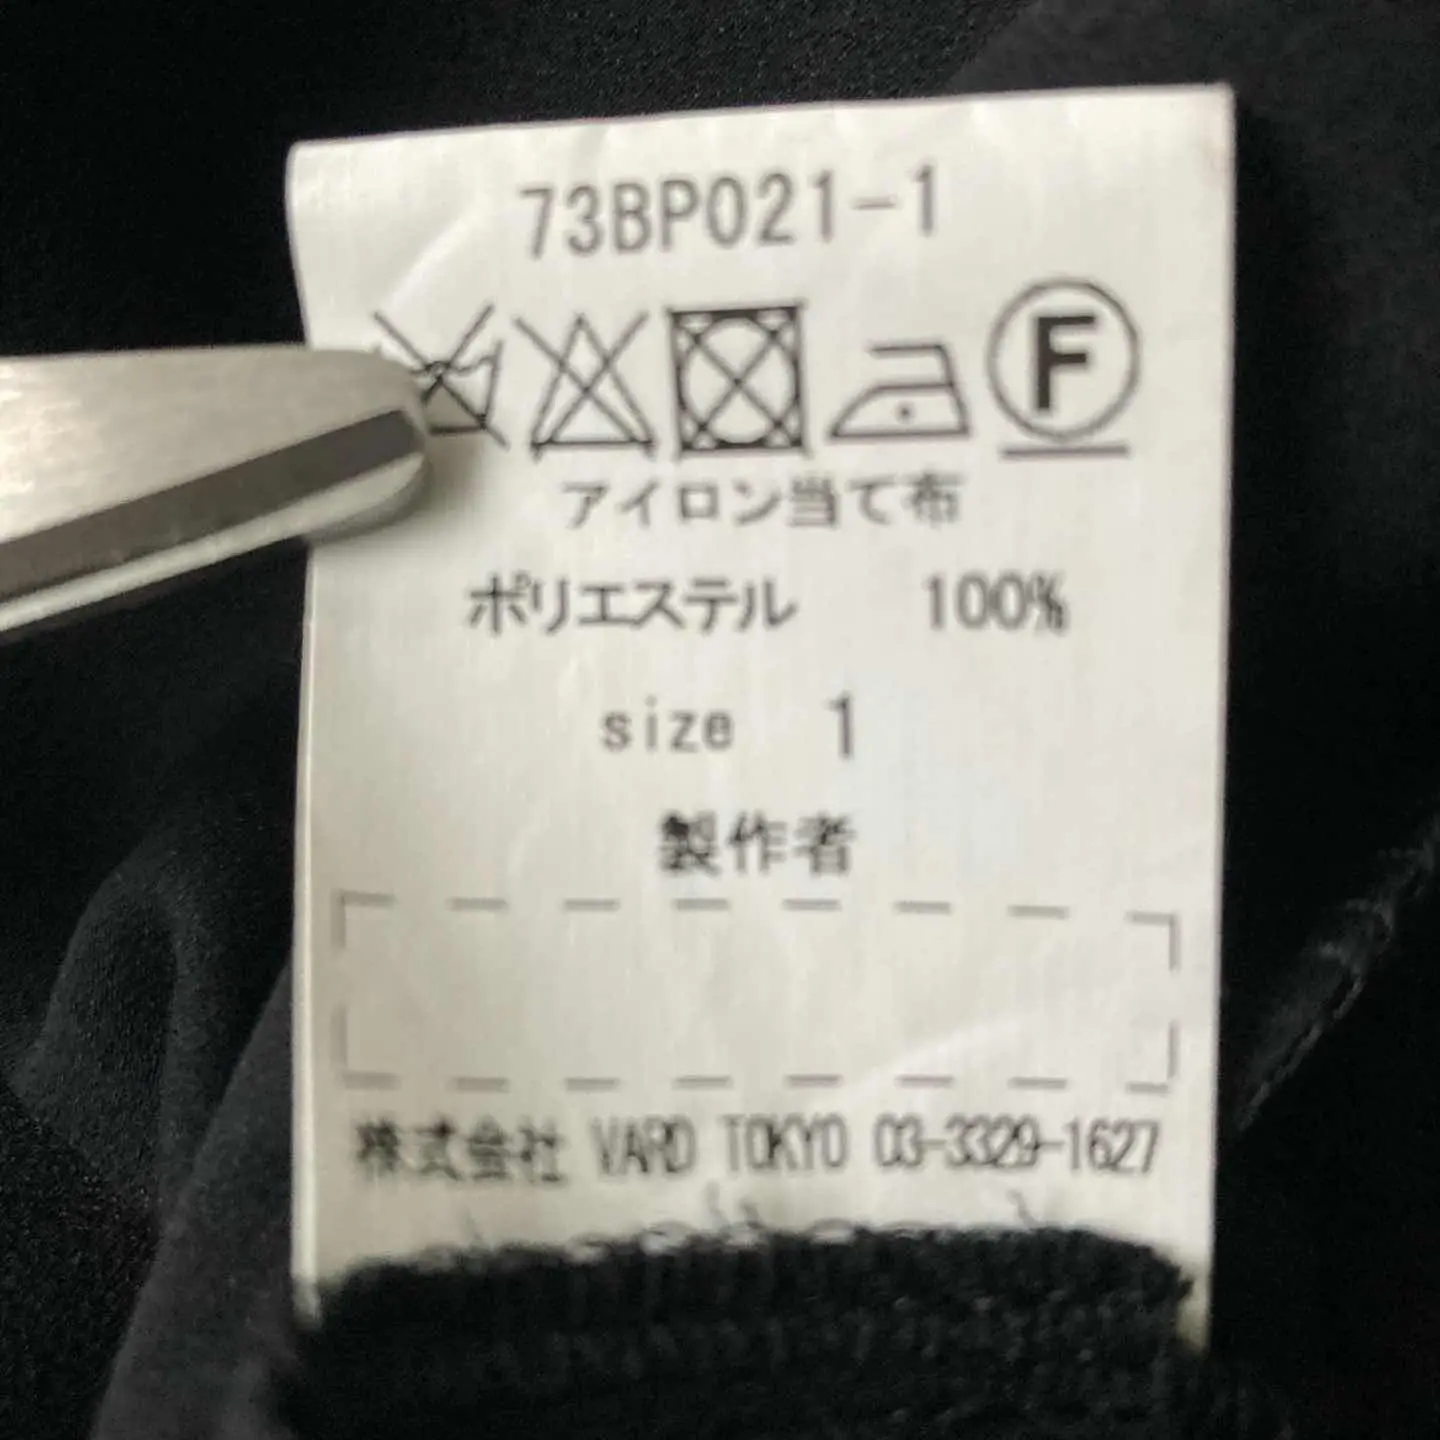 73BP021-1
F
アイロン当て布
ポリエステル 100%
size 1
製作者
株式会社 VARD TOKYO 03-3329-1627